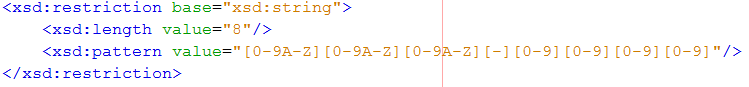 <xsd:restriction base="xsd:string">
<xsd:length value="8"/>
<xsd:pattern value="[0-9A-Z][0-9A-Z][0-9A-Z][-][0-9][0-9][0-9][0-9]"/>
</xsd:restriction>